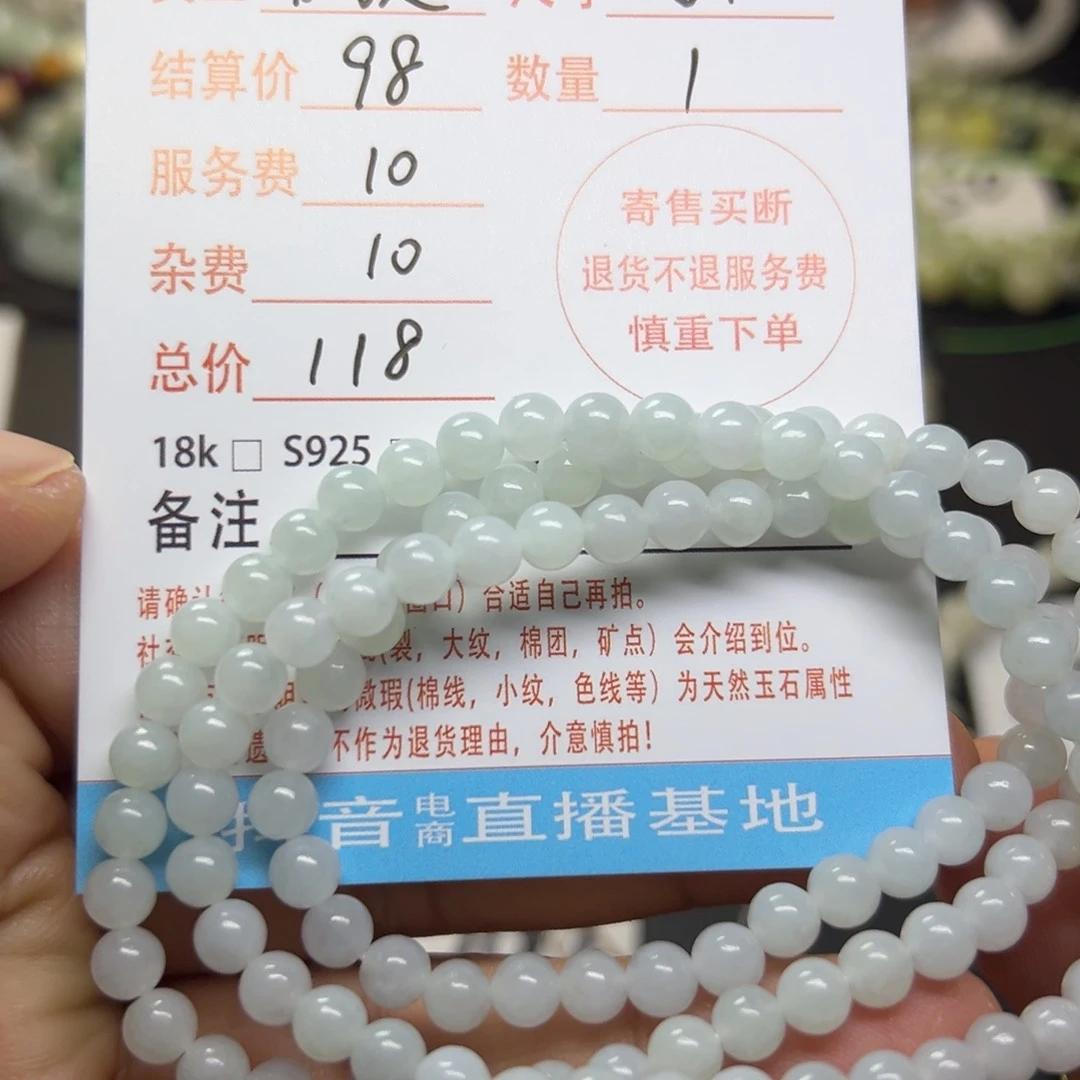 结算价 98 数量 1
服务费 10
杂费 10
总价 118
寄售买断
退货不退服务费
慎重下单
18k □ S925
备注
请确 合适自己再拍。
裂，大纹，棉团，矿点）会介绍到位。
微瑕(棉线，小纹，色线等）为天然玉石属性
不作为退货理由，介意慎拍！
音电商直播基地